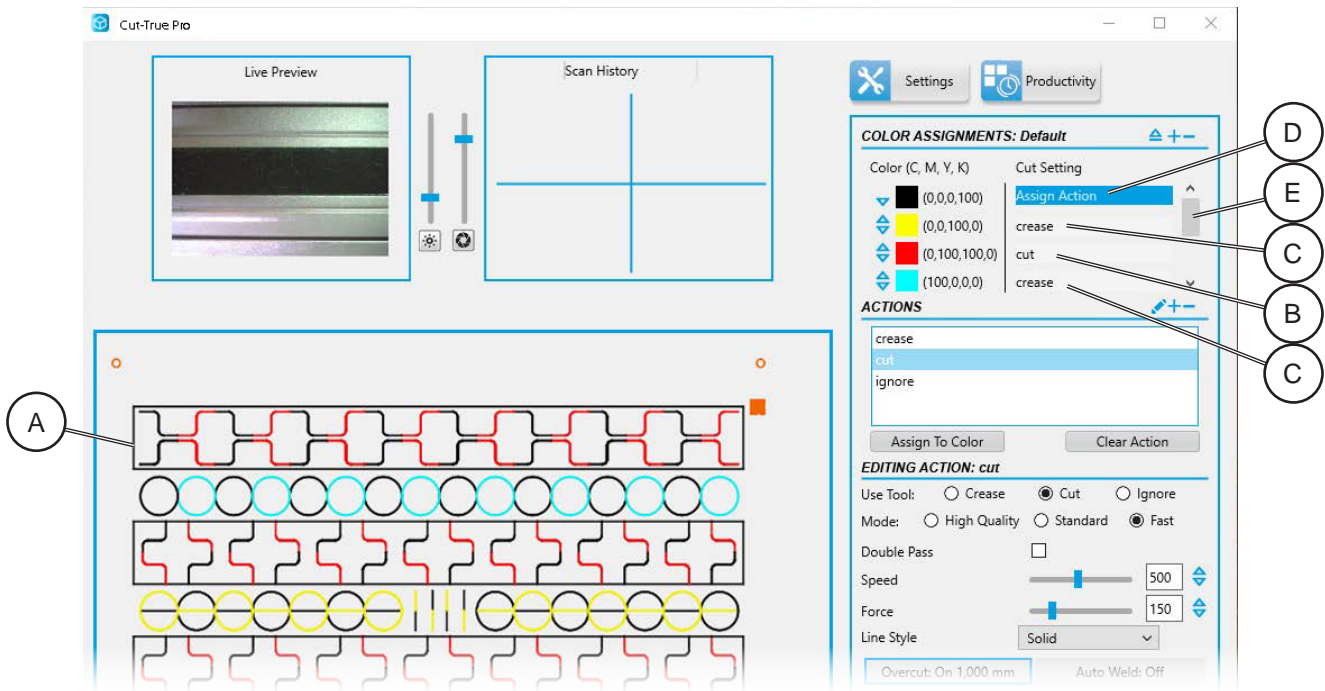 Cut-True Pro
Live Preview
Scan History
Settings
Productivity
COLOR ASSIGNMENTS: Default
Color (C, M, Y, K) Cut Setting
(0,0,0,100) Assign Action
(0,0,100,0) crease
(0,100,100,0) cut
(100,0,0,0) crease
D
E
C
B
C
A
ACTIONS
crease
cut
ignore
Assign To Color Clear Action
EDITING ACTION: cut
Use Tool: Crease Cut Ignore
Mode: High Quality Standard Fast
Double Pass
Speed 500
Force 150
Line Style Solid
Overcut: On 1,000 mm Auto Weld: Off